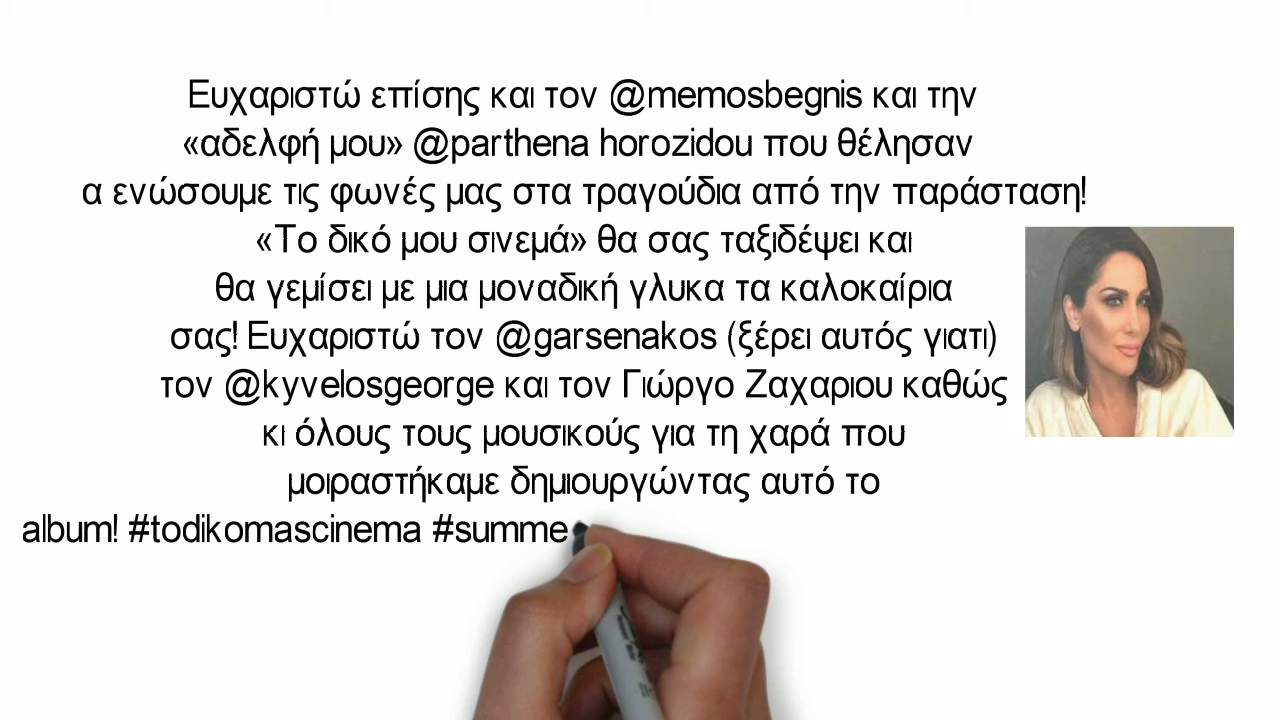 Ευχαριστώ επίσης και τον @memosbegnis και την
«αδελφή μου» @parthena horozidou που θέλησαν
α ενώσουμε τις φωνές μας στα τραγούδια από την παράσταση!
«Το δικό μου σινεμά» θα σας ταξιδέψει και
θα γεμίσει με μια μοναδική γλυκα τα καλοκαίρια
σας! Ευχαριστώ τον @garsenakos (ξέρει αυτός γιατι)
τον @kyvelosgeorge και τον Γιώργο Ζαχαριου καθώς
κι όλους τους μουσικούς για τη χαρά που
μοιραστήκαμε δημιουργώντας αυτό το
album! #todikomascinema #summe